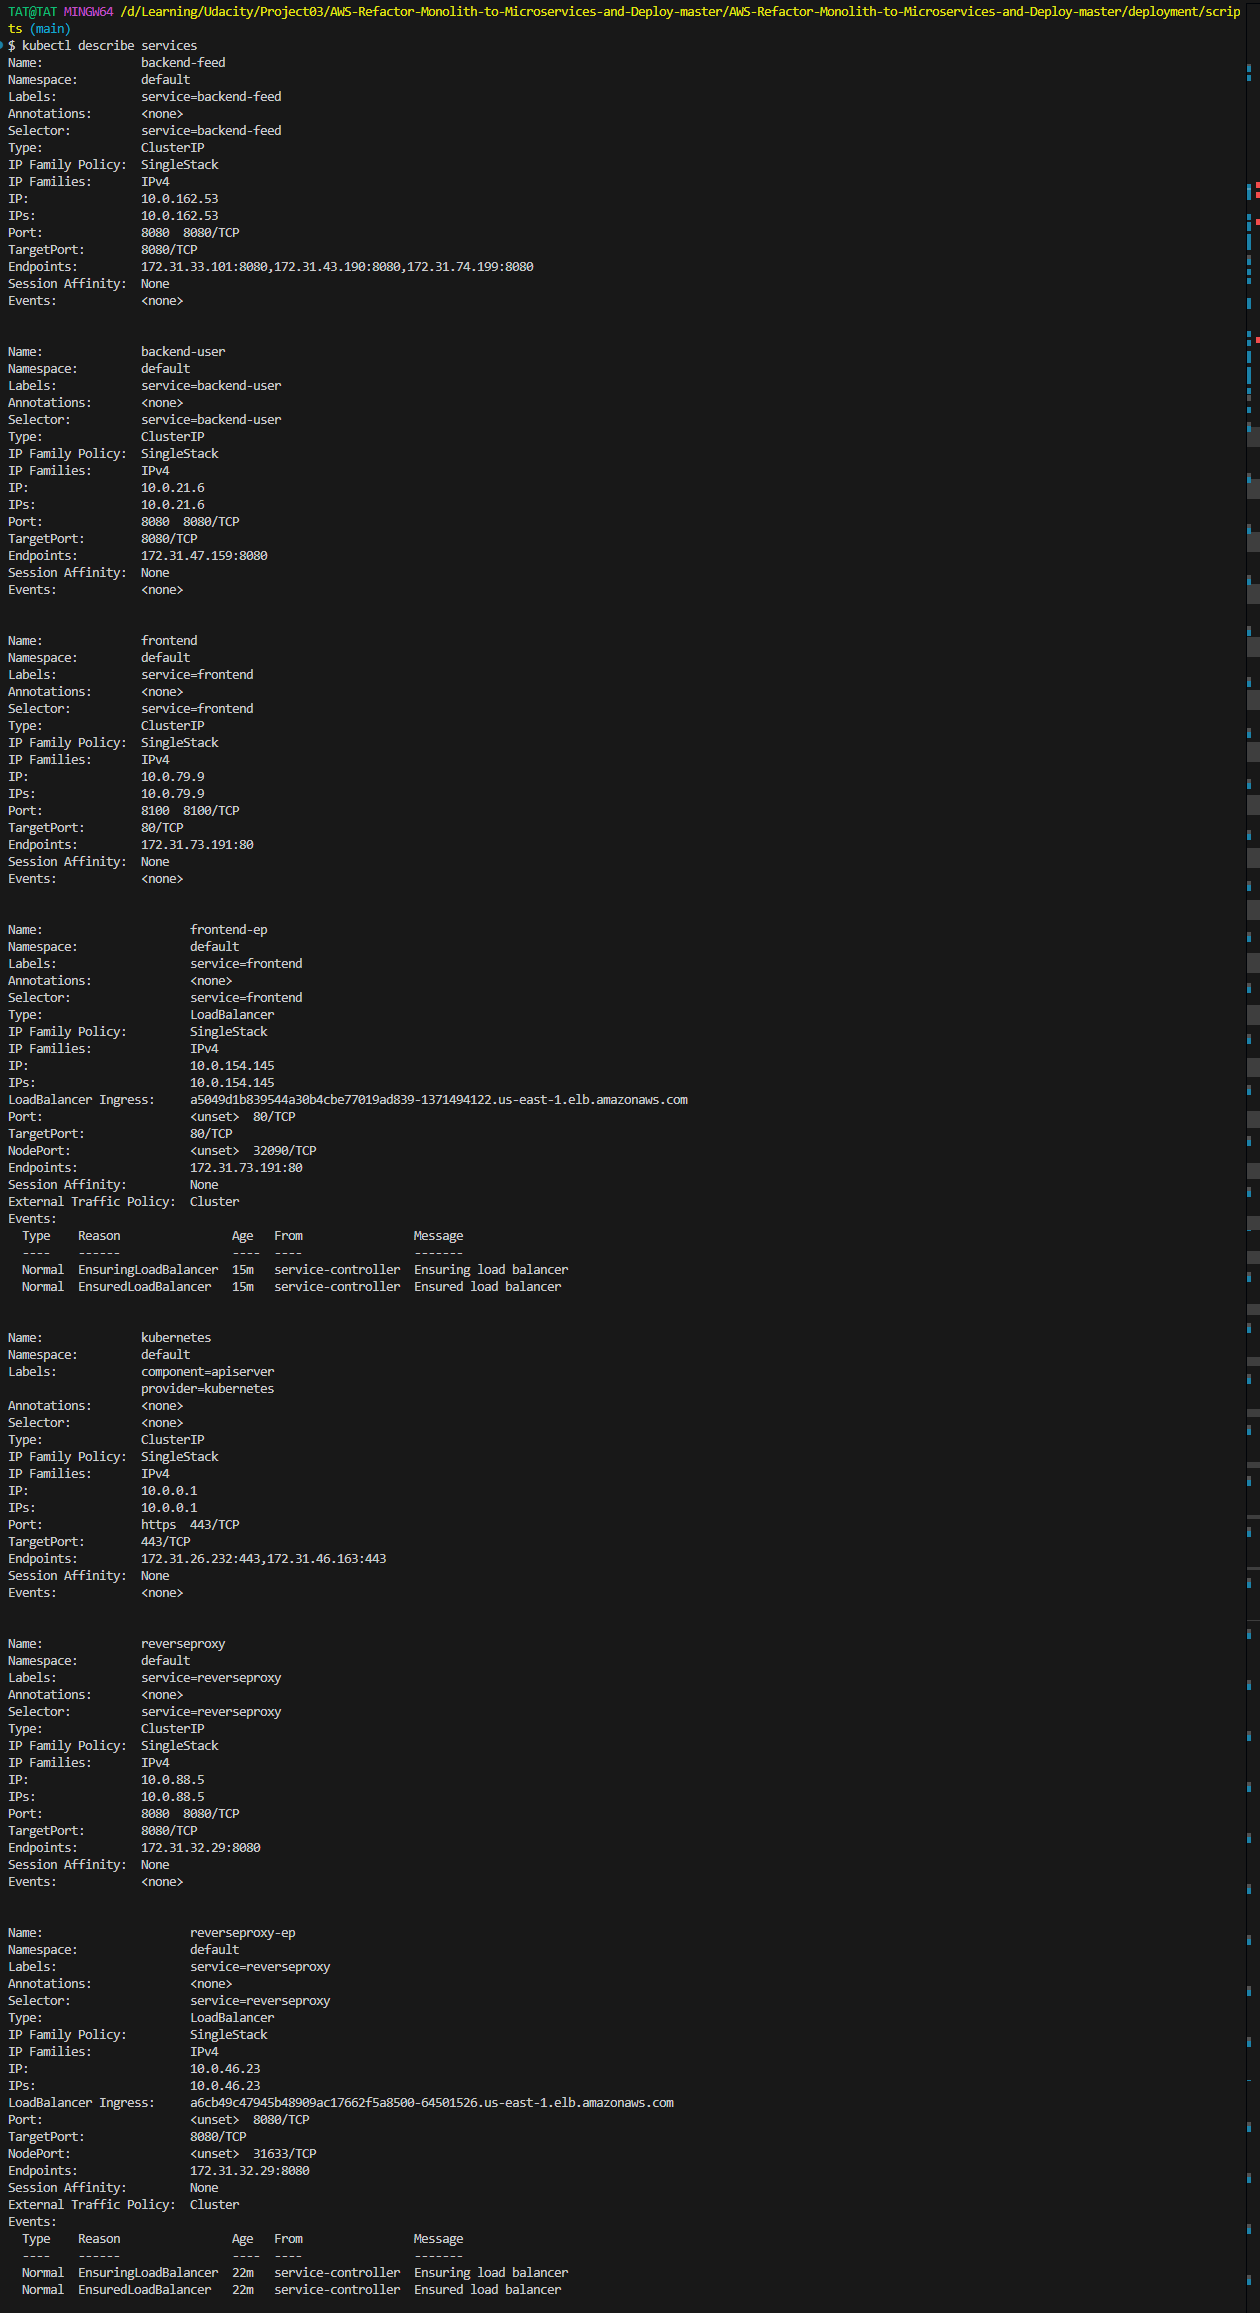 TAT@TAT MINGW64 /d/Learning/Udacity/Project03/AWS-Refactor-Monolith-to-Microservices-and-Deploy-master/AWS-Refactor-Monolith-to-Microservices-and-Deploy-master/deployment/scrip
ts (main)
$ kubectl describe services
Name:              backend-feed
Namespace:         default
Labels:            service=backend-feed
Annotations:       <none>
Selector:          service=backend-feed
Type:              ClusterIP
IP Family Policy:  SingleStack
IP Families:       IPv4
IP:                10.0.162.53
IPs:               10.0.162.53
Port:              8080  8080/TCP
TargetPort:        8080/TCP
Endpoints:         172.31.33.101:8080,172.31.43.190:8080,172.31.74.199:8080
Session Affinity:  None
Events:            <none>

Name:              backend-user
Namespace:         default
Labels:            service=backend-user
Annotations:       <none>
Selector:          service=backend-user
Type:              ClusterIP
IP Family Policy:  SingleStack
IP Families:       IPv4
IP:                10.0.21.6
IPs:               10.0.21.6
Port:              8080  8080/TCP
TargetPort:        8080/TCP
Endpoints:         172.31.47.159:8080
Session Affinity:  None
Events:            <none>

Name:              frontend
Namespace:         default
Labels:            service=frontend
Annotations:       <none>
Selector:          service=frontend
Type:              ClusterIP
IP Family Policy:  SingleStack
IP Families:       IPv4
IP:                10.0.79.9
IPs:               10.0.79.9
Port:              8100  8100/TCP
TargetPort:        80/TCP
Endpoints:         172.31.73.191:80
Session Affinity:  None
Events:            <none>

Name:                     frontend-ep
Namespace:                default
Labels:                   service=frontend
Annotations:              <none>
Selector:                 service=frontend
Type:                     LoadBalancer
IP Family Policy:         SingleStack
IP Families:              IPv4
IP:                       10.0.154.145
IPs:                      10.0.154.145
LoadBalancer Ingress:     a5049d1b839544a30b4cbe77019ad839-1371494122.us-east-1.elb.amazonaws.com
Port:                     <unset>  80/TCP
TargetPort:               80/TCP
NodePort:                 <unset>  32090/TCP
Endpoints:                172.31.73.191:80
Session Affinity:         None
External Traffic Policy:  Cluster
Events:
  Type    Reason                Age   From                Message
  ----    ------                ----  ----                -------
  Normal  EnsuringLoadBalancer  15m   service-controller  Ensuring load balancer
  Normal  EnsuredLoadBalancer   15m   service-controller  Ensured load balancer

Name:              kubernetes
Namespace:         default
Labels:            component=apiserver
                   provider=kubernetes
Annotations:       <none>
Selector:          <none>
Type:              ClusterIP
IP Family Policy:  SingleStack
IP Families:       IPv4
IP:                10.0.0.1
IPs:               10.0.0.1
Port:              https  443/TCP
TargetPort:        443/TCP
Endpoints:         172.31.26.232:443,172.31.46.163:443
Session Affinity:  None
Events:            <none>

Name:              reverseproxy
Namespace:         default
Labels:            service=reverseproxy
Annotations:       <none>
Selector:          service=reverseproxy
Type:              ClusterIP
IP Family Policy:  SingleStack
IP Families:       IPv4
IP:                10.0.88.5
IPs:               10.0.88.5
Port:              8080  8080/TCP
TargetPort:        8080/TCP
Endpoints:         172.31.32.29:8080
Session Affinity:  None
Events:            <none>

Name:                     reverseproxy-ep
Namespace:                default
Labels:                   service=reverseproxy
Annotations:              <none>
Selector:                 service=reverseproxy
Type:                     LoadBalancer
IP Family Policy:         SingleStack
IP Families:              IPv4
IP:                       10.0.46.23
IPs:                      10.0.46.23
LoadBalancer Ingress:     a6cb49c47945b48909ac17662f5a8500-64501526.us-east-1.elb.amazonaws.com
Port:                     <unset>  8080/TCP
TargetPort:               8080/TCP
NodePort:                 <unset>  31633/TCP
Endpoints:                172.31.32.29:8080
Session Affinity:         None
External Traffic Policy:  Cluster
Events:
  Type    Reason                Age   From                Message
  ----    ------                ----  ----                -------
  Normal  EnsuringLoadBalancer  22m   service-controller  Ensuring load balancer
  Normal  EnsuredLoadBalancer   22m   service-controller  Ensured load balancer